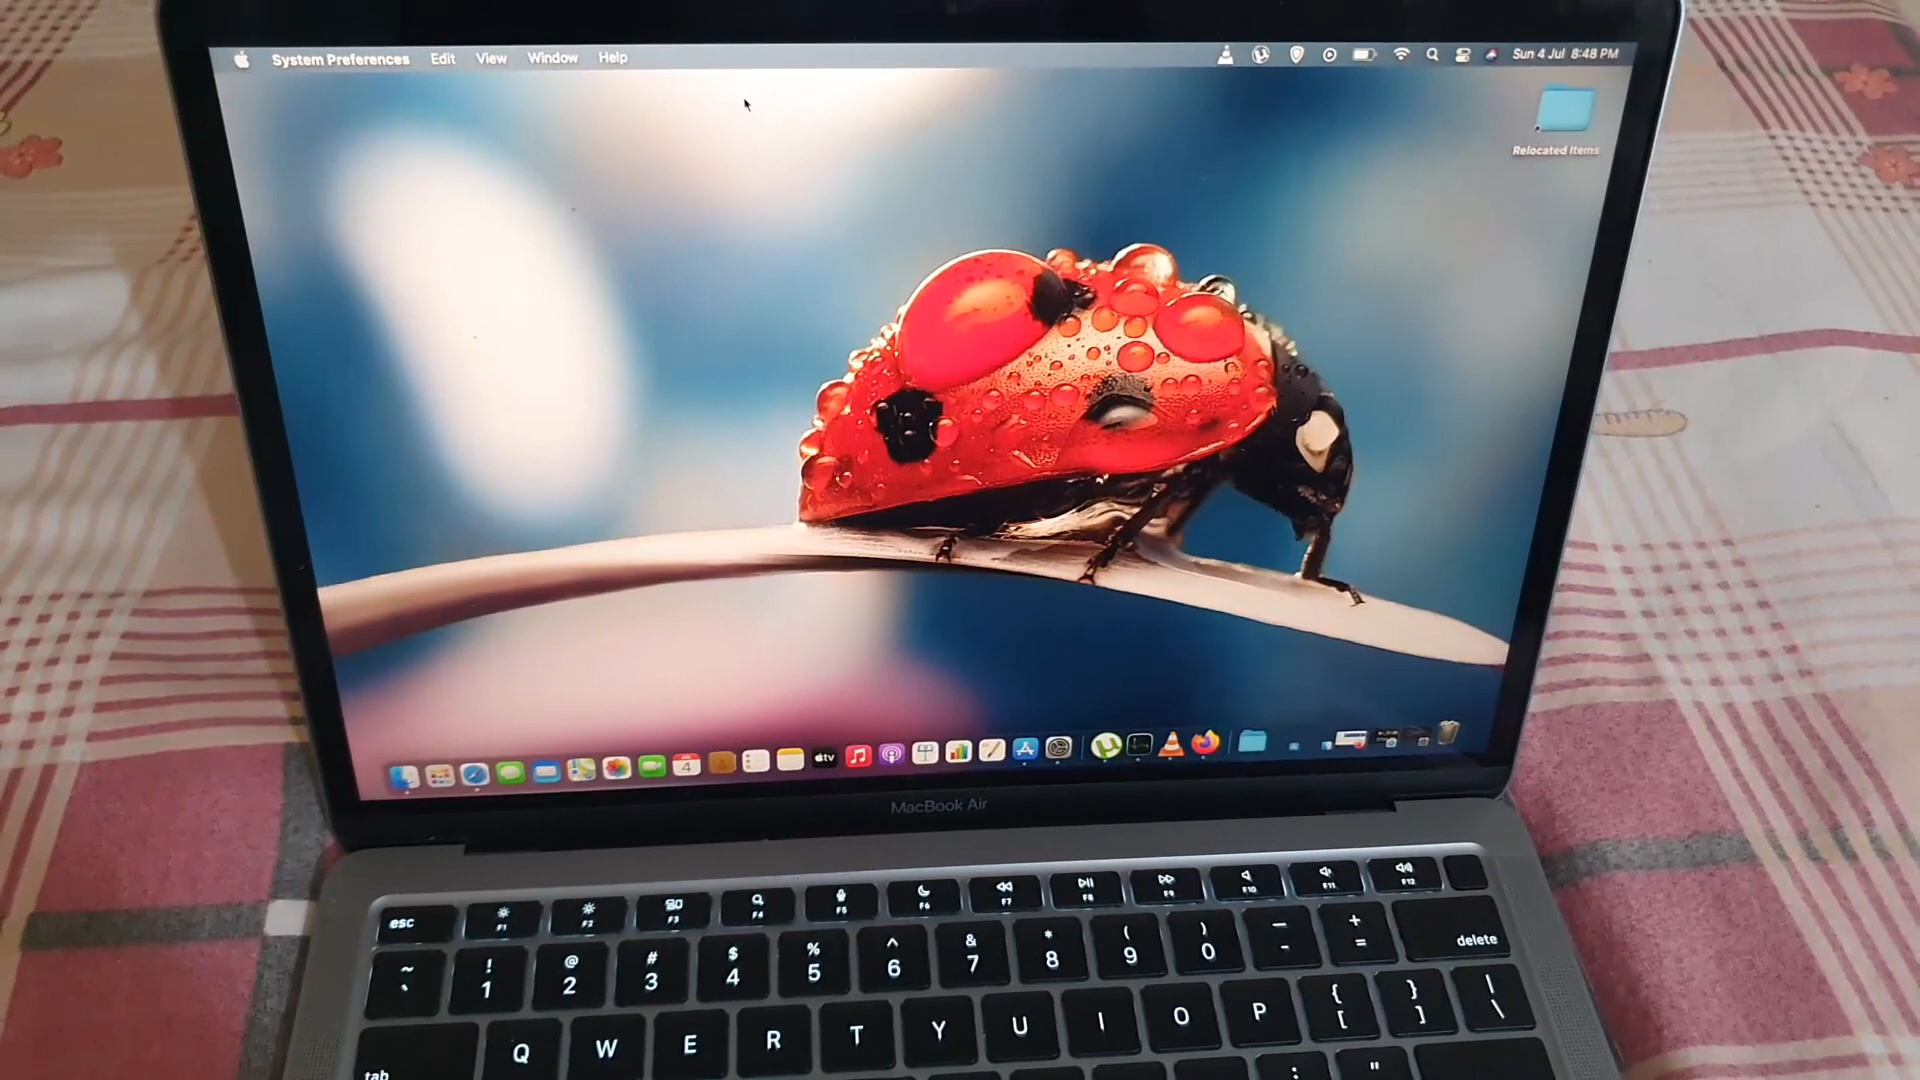 System Preferences Edit View Window Help Sun 4 Jul 8:48 PM
Relocated Items
4 tv
MacBook Air
esc F1 F2 F3 F4 F5 F6 F7 F8 F9 F10 F11 F12
~ ! @ # $ % ^ & * ( ) — +
` 1 2 3 4 5 6 7 8 9 0 - = delete
tab Q W E R T Y U I O P { [ } ] | \
: "